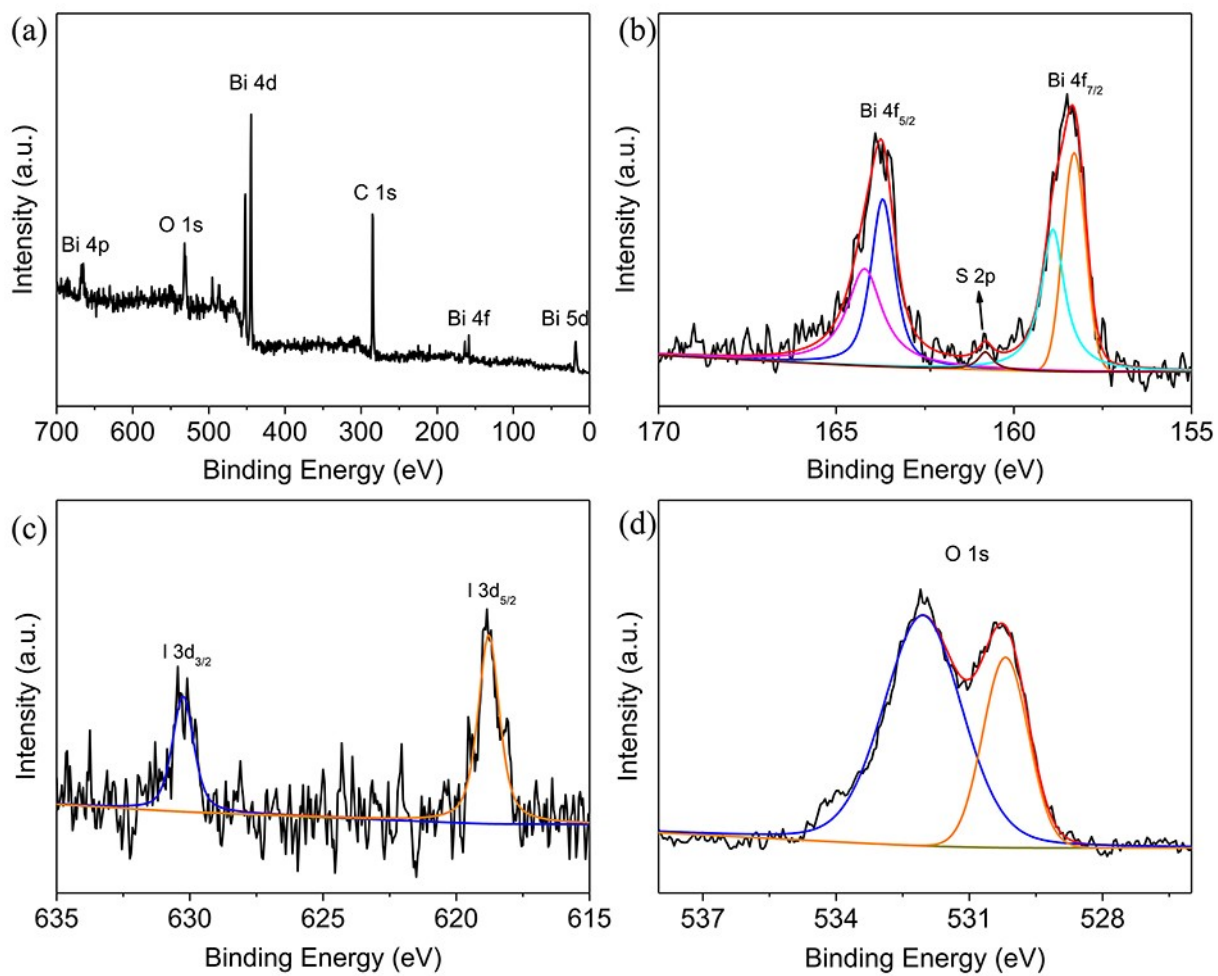 (a)
Bi 4p
O 1s
Bi 4d
C 1s
Bi 4f
Bi 5d
Intensity (a.u.)
700 600 500 400 300 200 100 0
Binding Energy (eV)
(b)
Bi 4f5/2
S 2p
Bi 4f7/2
Intensity (a.u.)
170 165 160 155
Binding Energy (eV)
(c)
I 3d3/2
I 3d5/2
Intensity (a.u.)
635 630 625 620 615
Binding Energy (eV)
(d)
O 1s
Intensity (a.u.)
537 534 531 528
Binding Energy (eV)